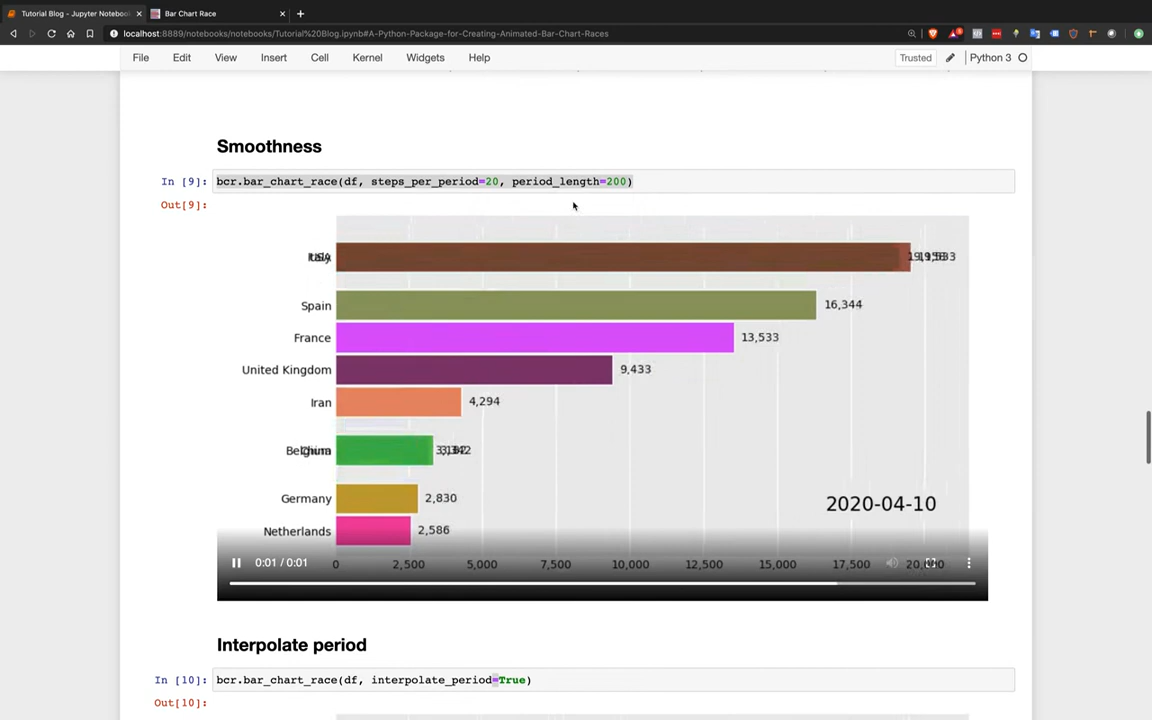 Tutorial Blog - Jupyter Noteboo
Bar Chart Race
localhost:8889/notebooks/notebooks/Tutorial%20Blog.ipynb#A-Python-Package-for-Creating-Animated-Bar-Chart-Races
File Edit View Insert Cell Kernel Widgets Help Trusted Python 3
Smoothness
In [9]: bcr.bar_chart_race(df, steps_per_period=20, period_length=200)
Out[9]:
Spain 16,344
France 13,533
United Kingdom 9,433
Iran 4,294
Germany 2,830
2020-04-10
Netherlands 2,586
0:01 / 0:01
0 2,500 5,000 7,500 10,000 12,500 15,000 17,500
Interpolate period
In [10]: bcr.bar_chart_race(df, interpolate_period=True)
Out[10]: